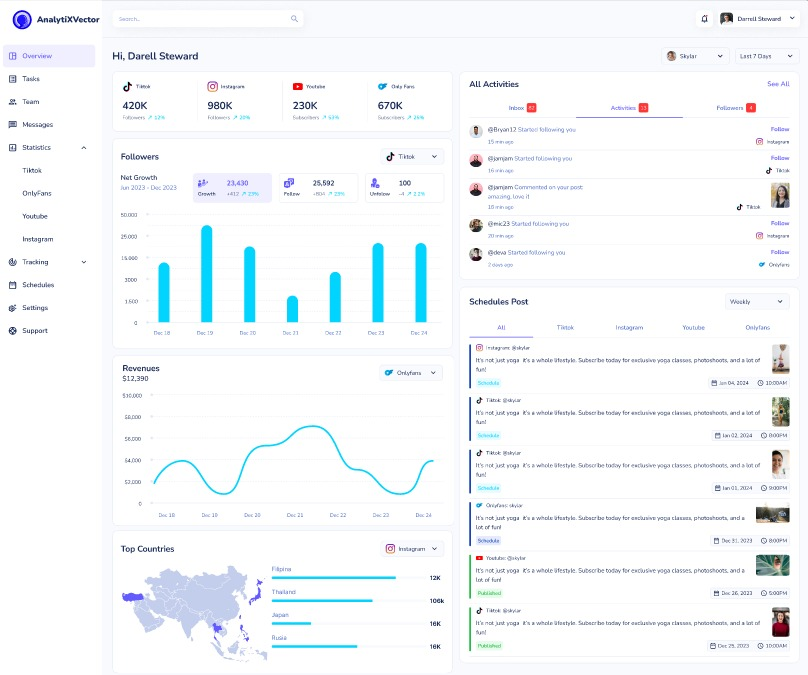 AnalytiXVector
Search...
Darrell Steward
Overview
Tasks
Team
Messages
Statistics
Tiktok
OnlyFans
Youtube
Instagram
Tracking
Schedules
Settings
Support
Hi, Darell Steward
Skylar
Last 7 Days
Tiktok
420K
Followers ↗ 12%
Instagram
980K
Followers ↗ 20%
Youtube
230K
Subscribers ↗ 53%
Only Fans
670K
Subscribers ↗ 25%
Followers
Tiktok
Net Growth
Jun 2023 - Dec 2023
23,430
Growth +412 ↗ 23%
25,592
Follow +804 ↗ 23%
100
Unfolow -4 ↗ 2.2%
50,000
25,000
15,000
3000
1,500
0
Dec 18 Dec 19 Dec 20 Dec 21 Dec 22 Dec 23 Dec 24
Revenues
$12,390
Onlyfans
$10,000
$8,000
$6,000
$4,000
$2,000
0
Dec 18 Dec 19 Dec 20 Dec 21 Dec 22 Dec 23 Dec 24
Top Countries
Instagram
Filipina
12K
Thailand
106k
Japan
16K
Rusia
16K
All Activities
See All
Inbox 82
Activities 13
Followers 4
@Bryan12 Started following you
Follow
15 min ago
Instagram
@jamjam Started following you
Follow
16 min ago
Tiktok
@jamjam Commented on your post:
amazing, love it
18 min ago
Tiktok
@mic23 Started following you
Follow
20 min ago
Instagram
@deva Started following you
Follow
2 days ago
Onlyfans
Schedules Post
Weekly
All Tiktok Instagram Youtube Onlyfans
Instagram: @skylar
It's not just yoga it's a whole lifestyle. Subscribe today for exclusive yoga classes, photoshoots, and a lot of
fun!
Schedule
Jan 04, 2024 10:00AM
Tiktok: @skylar
It's not just yoga it's a whole lifestyle. Subscribe today for exclusive yoga classes, photoshoots, and a lot of
fun!
Schedule
Jan 02, 2024 8:00PM
Tiktok: @skylar
It's not just yoga it's a whole lifestyle. Subscribe today for exclusive yoga classes, photoshoots, and a lot of
fun!
Schedule
Jan 01, 2024 9:00PM
Onlyfans: skylar
It's not just yoga it's a whole lifestyle. Subscribe today for exclusive yoga classes, photoshoots, and a
lot of fun!
Schedule
Dec 31, 2023 8:00PM
Youtube: @skylar
It's not just yoga it's a whole lifestyle. Subscribe today for exclusive yoga classes, photoshoots, and a
lot of fun!
Published
Dec 26, 2023 5:00PM
Tiktok: @skylar
It's not just yoga it's a whole lifestyle. Subscribe today for exclusive yoga classes, photoshoots, and a lot of
fun!
Published
Dec 25, 2023 10:00AM